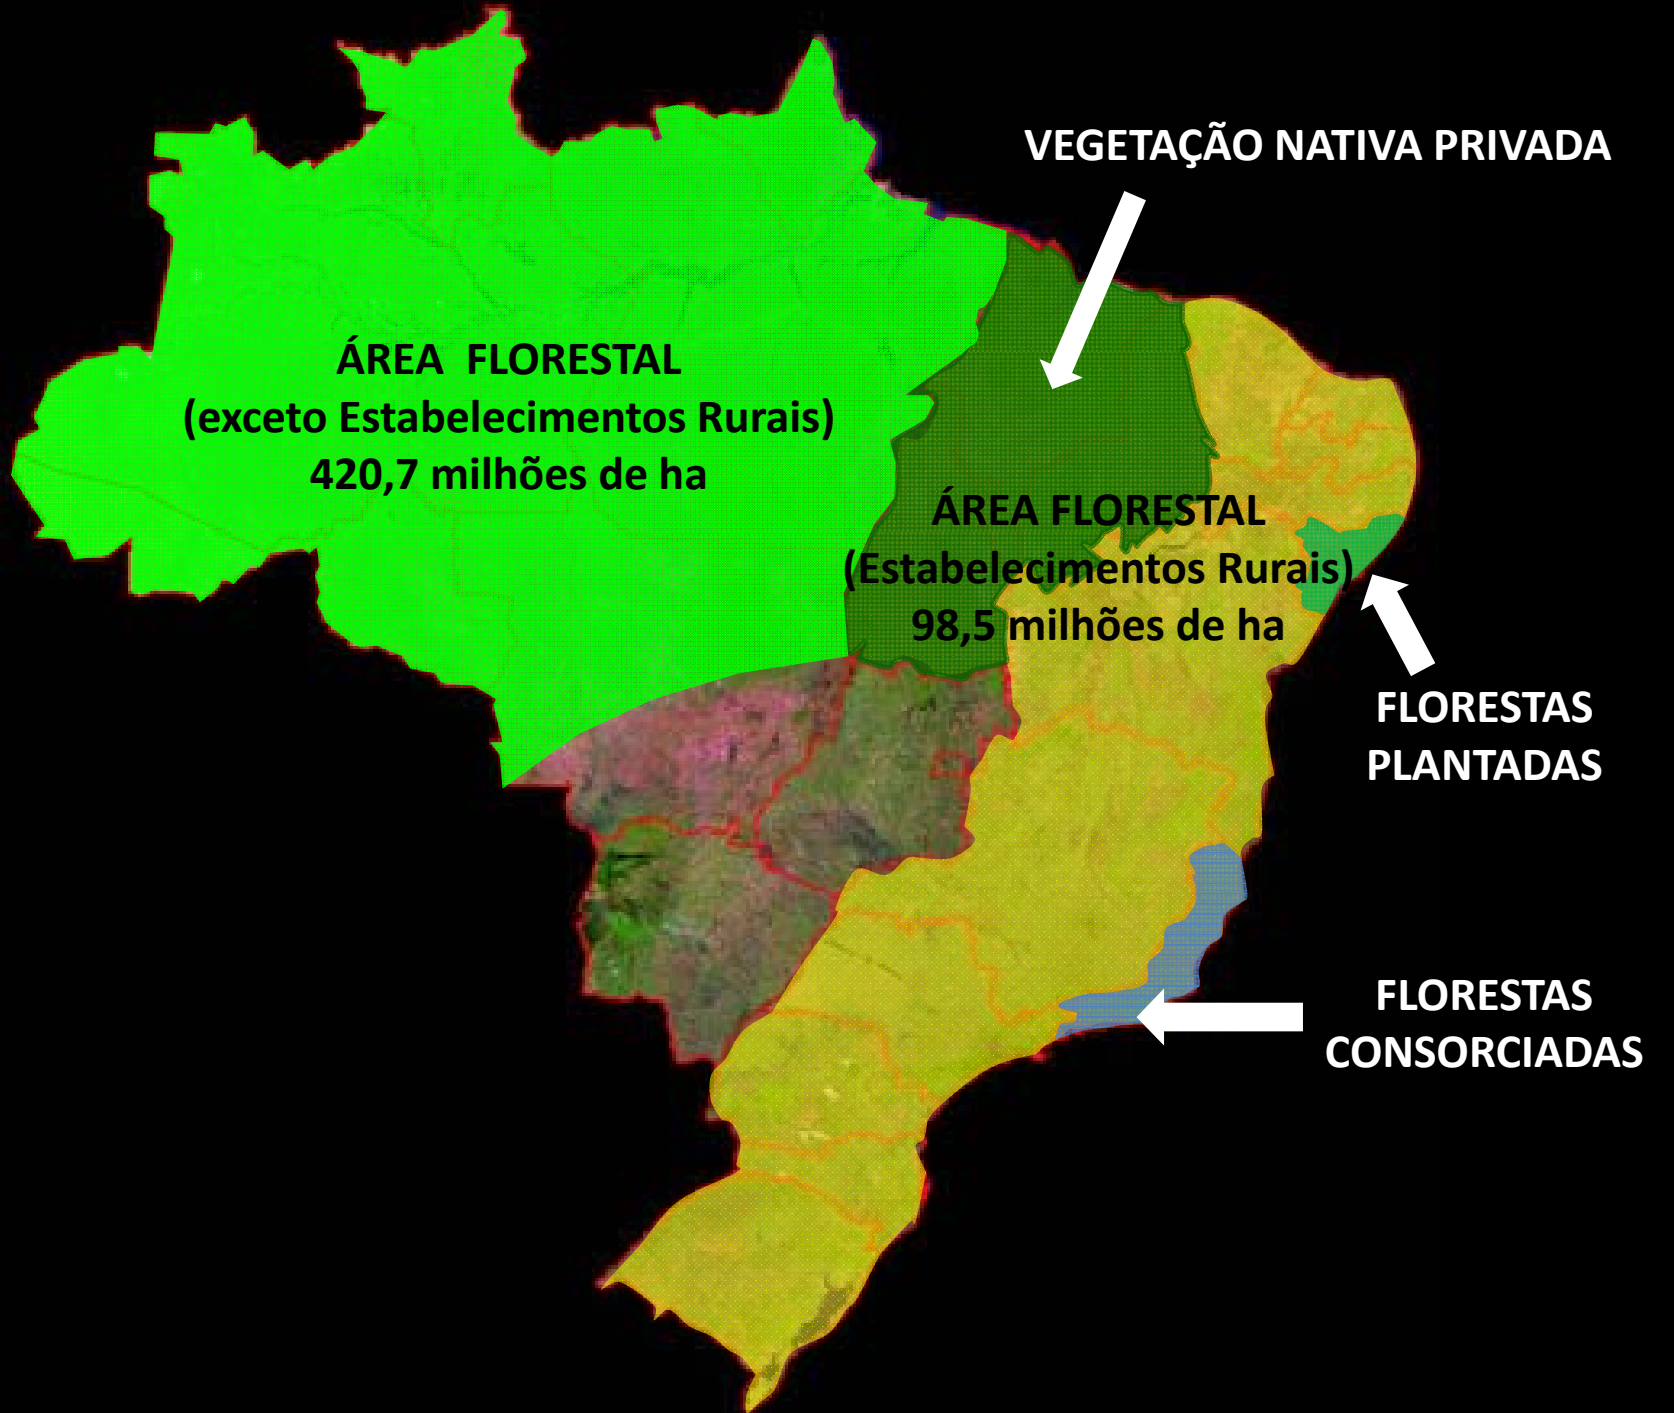 VEGETAÇÃO NATIVA PRIVADA
ÁREA FLORESTAL
(exceto Estabelecimentos Rurais)
420,7 milhões de ha
ÁREA FLORESTAL
(Estabelecimentos Rurais)
98,5 milhões de ha
FLORESTAS
PLANTADAS
FLORESTAS
CONSORCIADAS